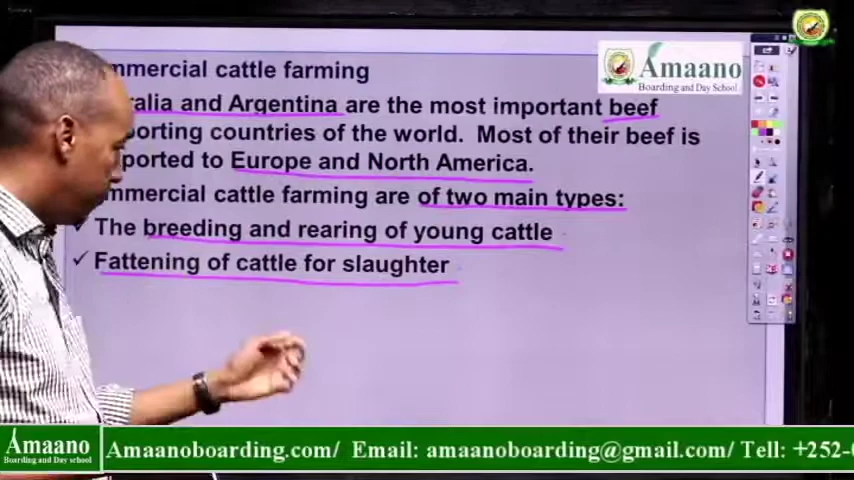 mmercial cattle farming
ralia and Argentina are the most important beef
porting countries of the world. Most of their beef is
ported to Europe and North America.
mmercial cattle farming are of two main types:
✓ The breeding and rearing of young cattle
✓ Fattening of cattle for slaughter
Amaano
Boarding and Day School
Amaano
Boarding and Day school
Amaanoboarding.com/ Email: amaanoboarding@gmail.com/ Tell: +252-